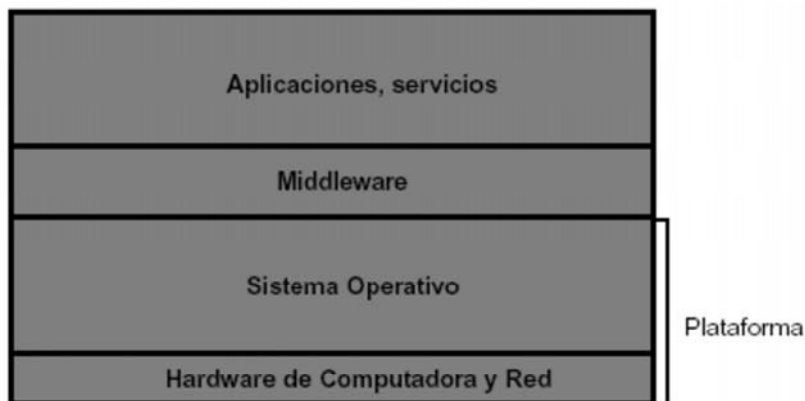 Aplicaciones, servicios
Middleware
Sistema Operativo
Plataforma
Hardware de Computadora y Red